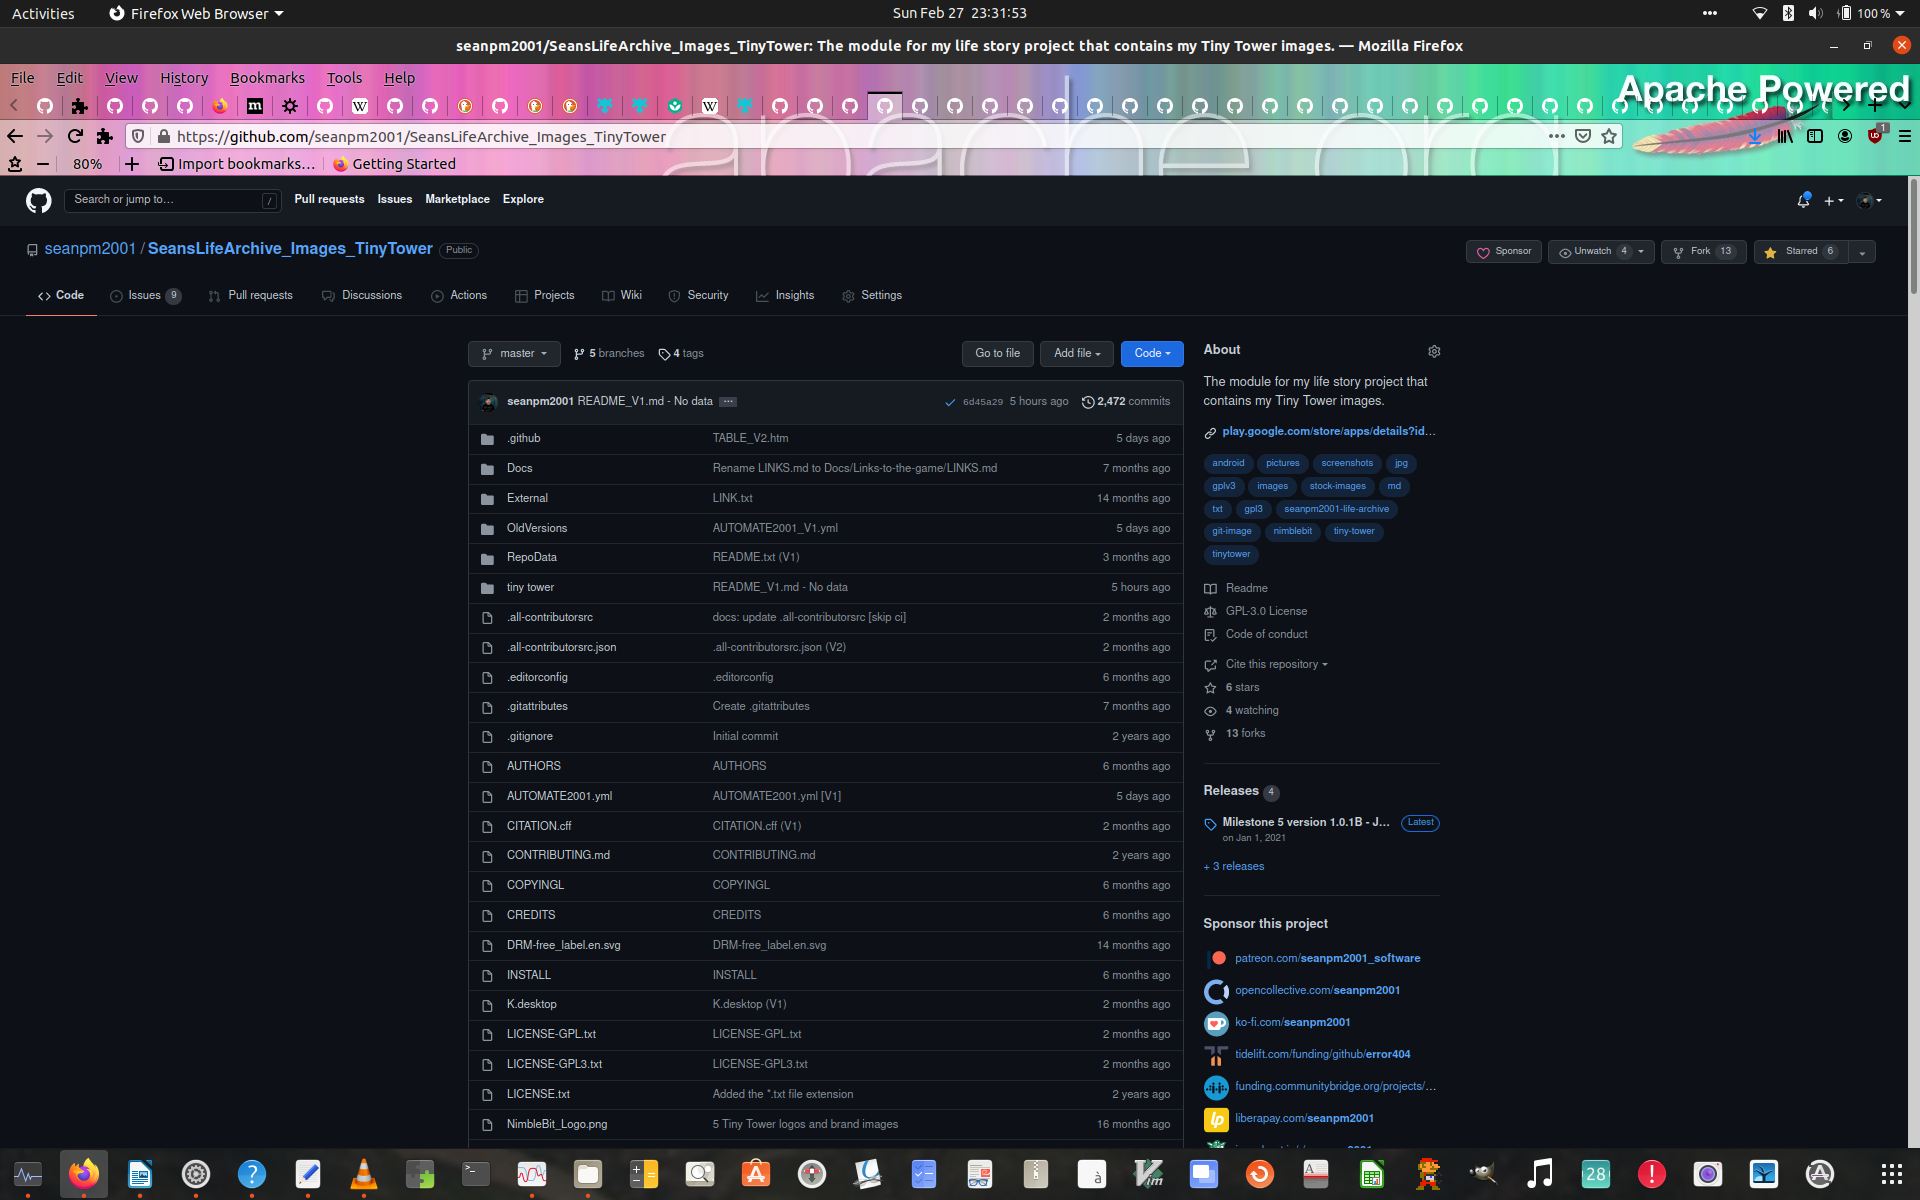 Activities Firefox Web Browser Sun Feb 27 23:31:53 100 %
seanpm2001/SeansLifeArchive_Images_TinyTower: The module for my life story project that contains my Tiny Tower images. — Mozilla Firefox
File Edit View History Bookmarks Tools Help
Apache Powered
https://github.com/seanpm2001/SeansLifeArchive_Images_TinyTower
80% Import bookmarks… Getting Started
Search or jump to… / Pull requests Issues Marketplace Explore
seanpm2001 / SeansLifeArchive_Images_TinyTower Public
Sponsor Unwatch 4 Fork 13 Starred 6
Code Issues 9 Pull requests Discussions Actions Projects Wiki Security Insights Settings
master 5 branches 4 tags Go to file Add file Code
seanpm2001 README_V1.md - No data 6d45a29 5 hours ago 2,472 commits
.github TABLE_V2.htm 5 days ago
Docs Rename LINKS.md to Docs/Links-to-the-game/LINKS.md 7 months ago
External LINK.txt 14 months ago
OldVersions AUTOMATE2001_V1.yml 5 days ago
RepoData README.txt (V1) 3 months ago
tiny tower README_V1.md - No data 5 hours ago
.all-contributorsrc docs: update .all-contributorsrc [skip ci] 2 months ago
.all-contributorsrc.json .all-contributorsrc.json (V2) 2 months ago
.editorconfig .editorconfig 6 months ago
.gitattributes Create .gitattributes 7 months ago
.gitignore Initial commit 2 years ago
AUTHORS AUTHORS 6 months ago
AUTOMATE2001.yml AUTOMATE2001.yml [V1] 5 days ago
CITATION.cff CITATION.cff (V1) 2 months ago
CONTRIBUTING.md CONTRIBUTING.md 2 years ago
COPYINGL COPYINGL 6 months ago
CREDITS CREDITS 6 months ago
DRM-free_label.en.svg DRM-free_label.en.svg 14 months ago
INSTALL INSTALL 6 months ago
K.desktop K.desktop (V1) 2 months ago
LICENSE-GPL.txt LICENSE-GPL.txt 2 months ago
LICENSE-GPL3.txt LICENSE-GPL3.txt 2 months ago
LICENSE.txt Added the *.txt file extension 2 years ago
NimbleBit_Logo.png 5 Tiny Tower logos and brand images 16 months ago
About
The module for my life story project that
contains my Tiny Tower images.
play.google.com/store/apps/details?id…
android pictures screenshots jpg
gplv3 images stock-images md
txt gpl3 seanpm2001-life-archive
git-image nimblebit tiny-tower
tinytower
Readme
GPL-3.0 License
Code of conduct
Cite this repository
6 stars
4 watching
13 forks
Releases 4
Milestone 5 version 1.0.1B - J… Latest
on Jan 1, 2021
+ 3 releases
Sponsor this project
patreon.com/seanpm2001_software
opencollective.com/seanpm2001
ko-fi.com/seanpm2001
tidelift.com/funding/github/error404
funding.communitybridge.org/projects/…
liberapay.com/seanpm2001
28